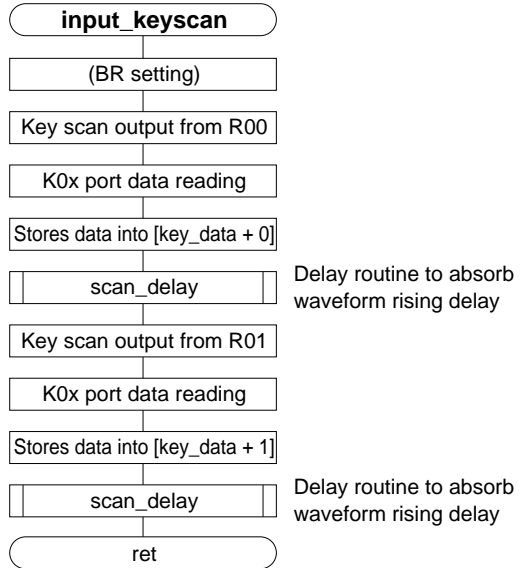 input_keyscan
(BR setting)
Key scan output from R00
K0x port data reading
Stores data into [key_data + 0]
scan_delay
Delay routine to absorb
waveform rising delay
Key scan output from R01
K0x port data reading
Stores data into [key_data + 1]
scan_delay
Delay routine to absorb
waveform rising delay
ret